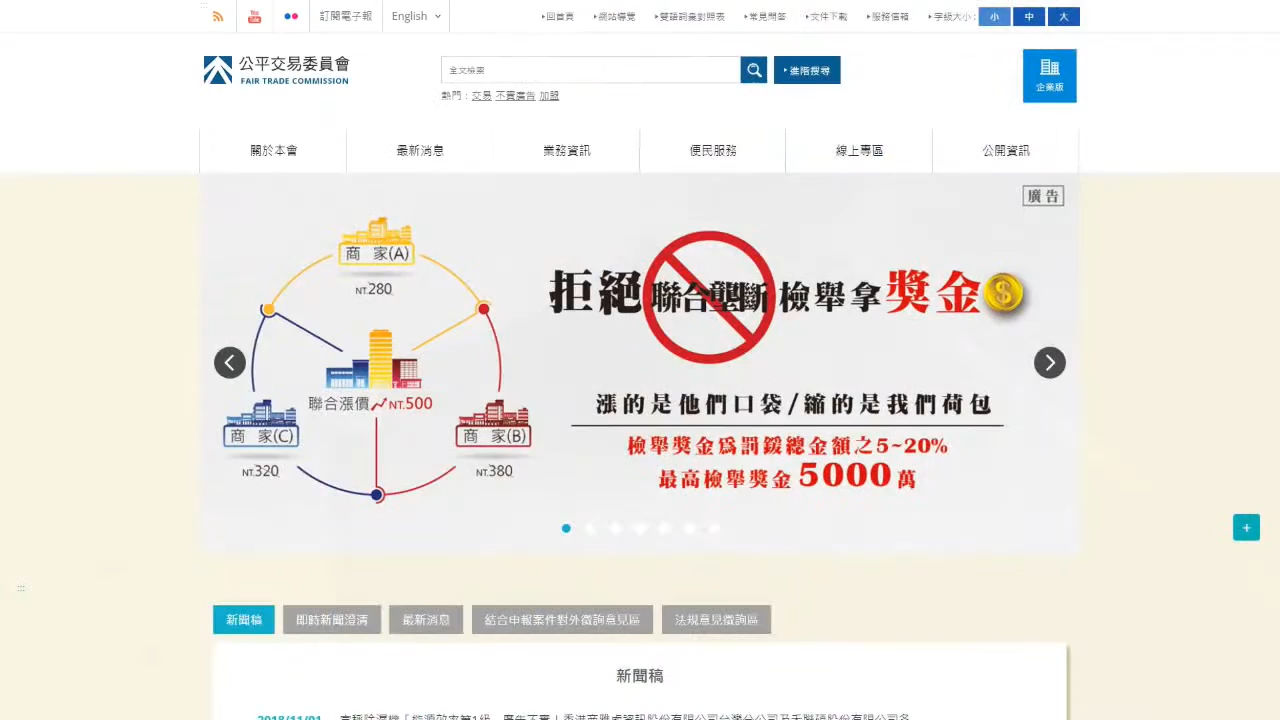 訂閱電子報
English
回首頁
網站導覽
雙語詞彙對照表
常見問答
文件下載
服務信箱
字級大小：
小
中
大
公平交易委員會
FAIR TRADE COMMISSION
全文檢索
進階搜尋
熱門：交易 不實廣告 加盟
企業版
關於本會
最新消息
業務資訊
便民服務
線上專區
公開資訊
廣告
商 家(A)
NT.280
聯合漲價 NT.500
商 家(C)
NT.320
商 家(B)
NT.380
拒絕聯合壟斷檢舉拿獎金
漲的是他們口袋/縮的是我們荷包
檢舉獎金為罰鍰總金額之5~20%
最高檢舉獎金5000萬
新聞稿
即時新聞澄清
最新消息
結合申報案件對外徵詢意見區
法規意見徵詢區
新聞稿
2018/11/01